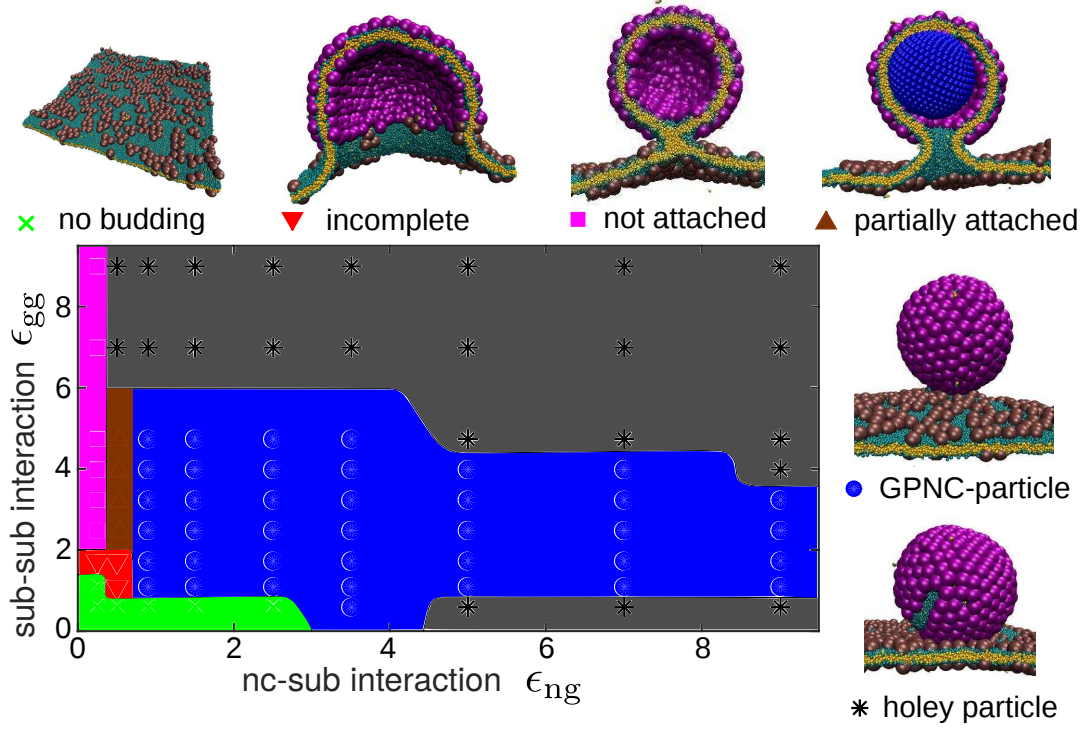 no budding
incomplete
not attached
partially attached
8
6
4
2
0
sub-sub interaction ϵgg
0
2
4
6
8
nc-sub interaction ϵng
GPNC-particle
holey particle